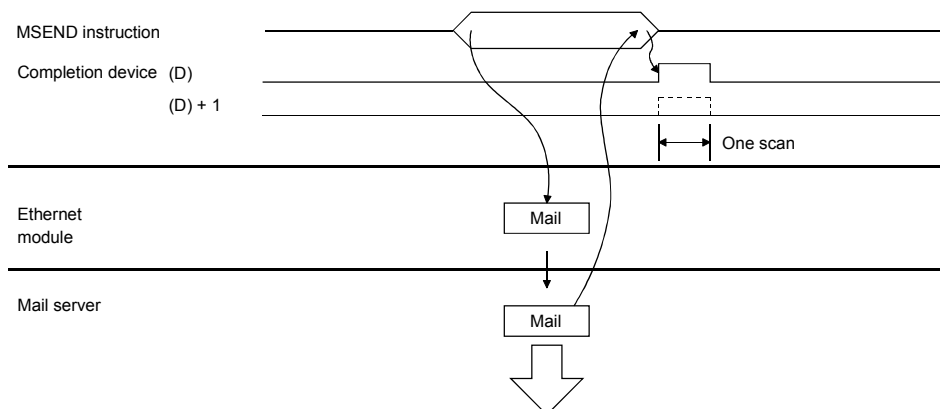 MSEND instruction
Completion device (D)
(D) + 1
One scan
Ethernet
module
Mail
Mail server
Mail